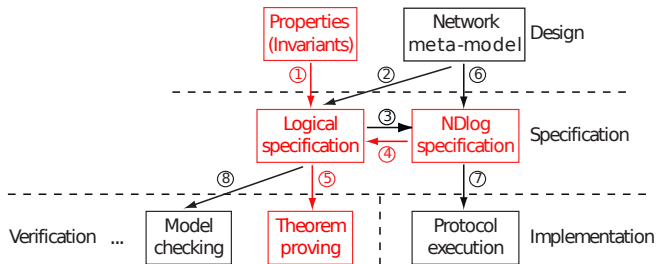 Properties
(Invariants)
Network
meta-model
Design
①
②
⑥
Logical
specification
③
④
NDlog
specification
Specification
⑧
⑤
⑦
Verification ...
Model
checking
Theorem
proving
Protocol
execution
Implementation